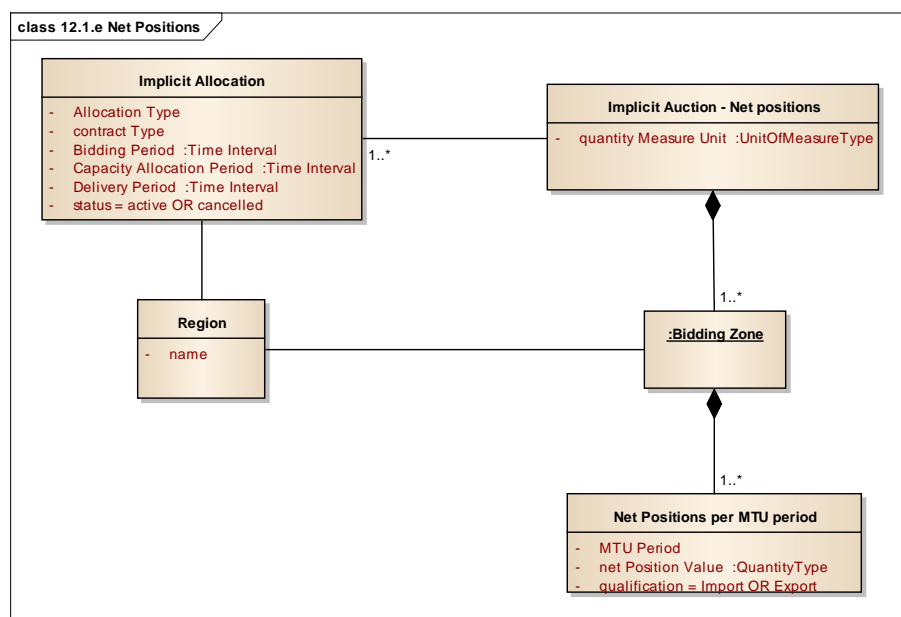 class 12.1.e Net Positions
Implicit Allocation
- Allocation Type
- contract Type
- Bidding Period :Time Interval
- Capacity Allocation Period :Time Interval
- Delivery Period :Time Interval
- status = active OR cancelled
1..*
Implicit Auction - Net positions
- quantity Measure Unit :UnitOfMeasureType
1..*
Region
- name
:Bidding Zone
1..*
Net Positions per MTU period
- MTU Period
- net Position Value :QuantityType
- qualification = Import OR Export